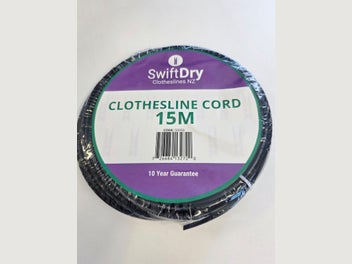 SwiftDry
Clotheslines NZ
CLOTHESLINE CORD
15M
10 Year Guarantee